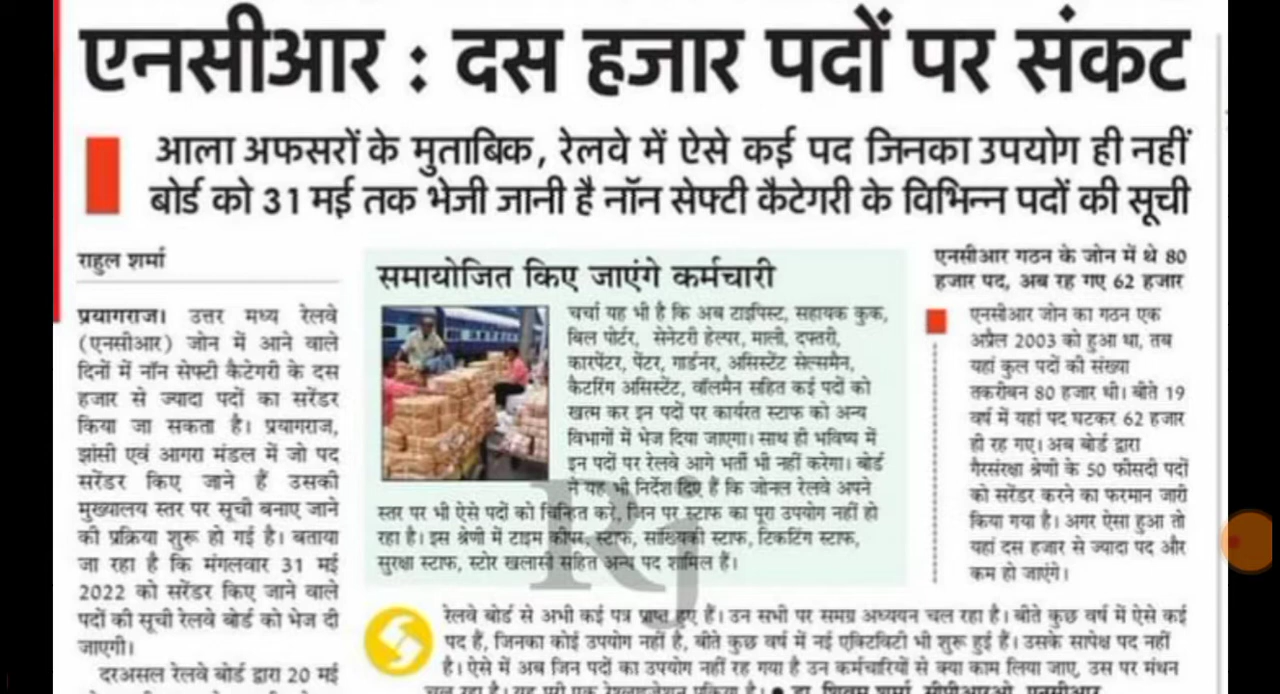 एनसीआर : दस हजार पदों पर संकट
आला अफसरों के मुताबिक, रेलवे में ऐसे कई पद जिनका उपयोग ही नहीं
बोर्ड को 31 मई तक भेजी जानी है नॉन सेफ्टी कैटेगरी के विभिन्न पदों की सूची
राहुल शर्मा
प्रयागराज। उत्तर मध्य रेलवे
(एनसीआर) जोन में आने वाले
दिनों में नॉन सेफ्टी कैटेगरी के दस
हजार से ज्यादा पदों का सरेंडर
किया जा सकता है। प्रयागराज,
झांसी एवं आगरा मंडल में जो पद
सरेंडर किए जाने हैं उसकी
मुख्यालय स्तर पर सूची बनाए जाने
की प्रक्रिया शुरू हो गई है। बताया
जा रहा है कि मंगलवार 31 मई
2022 को सरेंडर किए जाने वाले
पदों की सूची रेलवे बोर्ड को भेज दी
जाएगी।
दरअसल रेलवे बोर्ड द्वारा 20 मई
समायोजित किए जाएंगे कर्मचारी
चर्चा यह भी है कि अब टाइपिस्ट, सहायक कुक,
बिल पोर्टर, सेनेटरी हेल्पर, माली, दफ्तरी,
कारपेंटर, पेंटर, गार्डनर, असिस्टेंट सेल्समैन,
कैटरिंग असिस्टेंट, वॉलमैन सहित कई पदों को
खत्म कर इन पदों पर कार्यरत स्टाफ को अन्य
विभागों में भेज दिया जाएगा। साथ ही भविष्य में
इन पदों पर रेलवे आगे भर्ती भी नहीं करेगा। बोर्ड
ने यह भी निर्देश दिए हैं कि जोनल रेलवे अपने
स्तर पर भी ऐसे पदों को चिन्हित करें, जिन पर स्टाफ का पूरा उपयोग नहीं हो
रहा है। इस श्रेणी में टाइम कीपर, स्टाफ, सांख्यिकी स्टाफ, टिकटिंग स्टाफ,
सुरक्षा स्टाफ, स्टोर खलासी सहित अन्य पद शामिल हैं।
RJ
एनसीआर गठन के जोन में थे 80
हजार पद, अब रह गए 62 हजार
एनसीआर जोन का गठन एक
अप्रैल 2003 को हुआ था, तब
यहां कुल पदों की संख्या
तकरीबन 80 हजार थी। बीते 19
वर्ष में यहां पद घटकर 62 हजार
ही रह गए। अब बोर्ड द्वारा
गैरसंरक्षा श्रेणी के 50 फीसदी पदों
को सरेंडर करने का फरमान जारी
किया गया है। अगर ऐसा हुआ तो
यहां दस हजार से ज्यादा पद और
कम हो जाएंगे।
रेलवे बोर्ड से अभी कई पत्र प्राप्त हुए हैं। उन सभी पर समग्र अध्ययन चल रहा है। बीते कुछ वर्ष में ऐसे कई
पद हैं, जिनका कोई उपयोग नहीं है, बीते कुछ वर्ष में नई एक्टिविटी भी शुरू हुई हैं। उसके सापेक्ष पद नहीं
है। ऐसे में अब जिन पदों का उपयोग नहीं रह गया है उन कर्मचारियों से क्या काम लिया जाए, उस पर मंथन